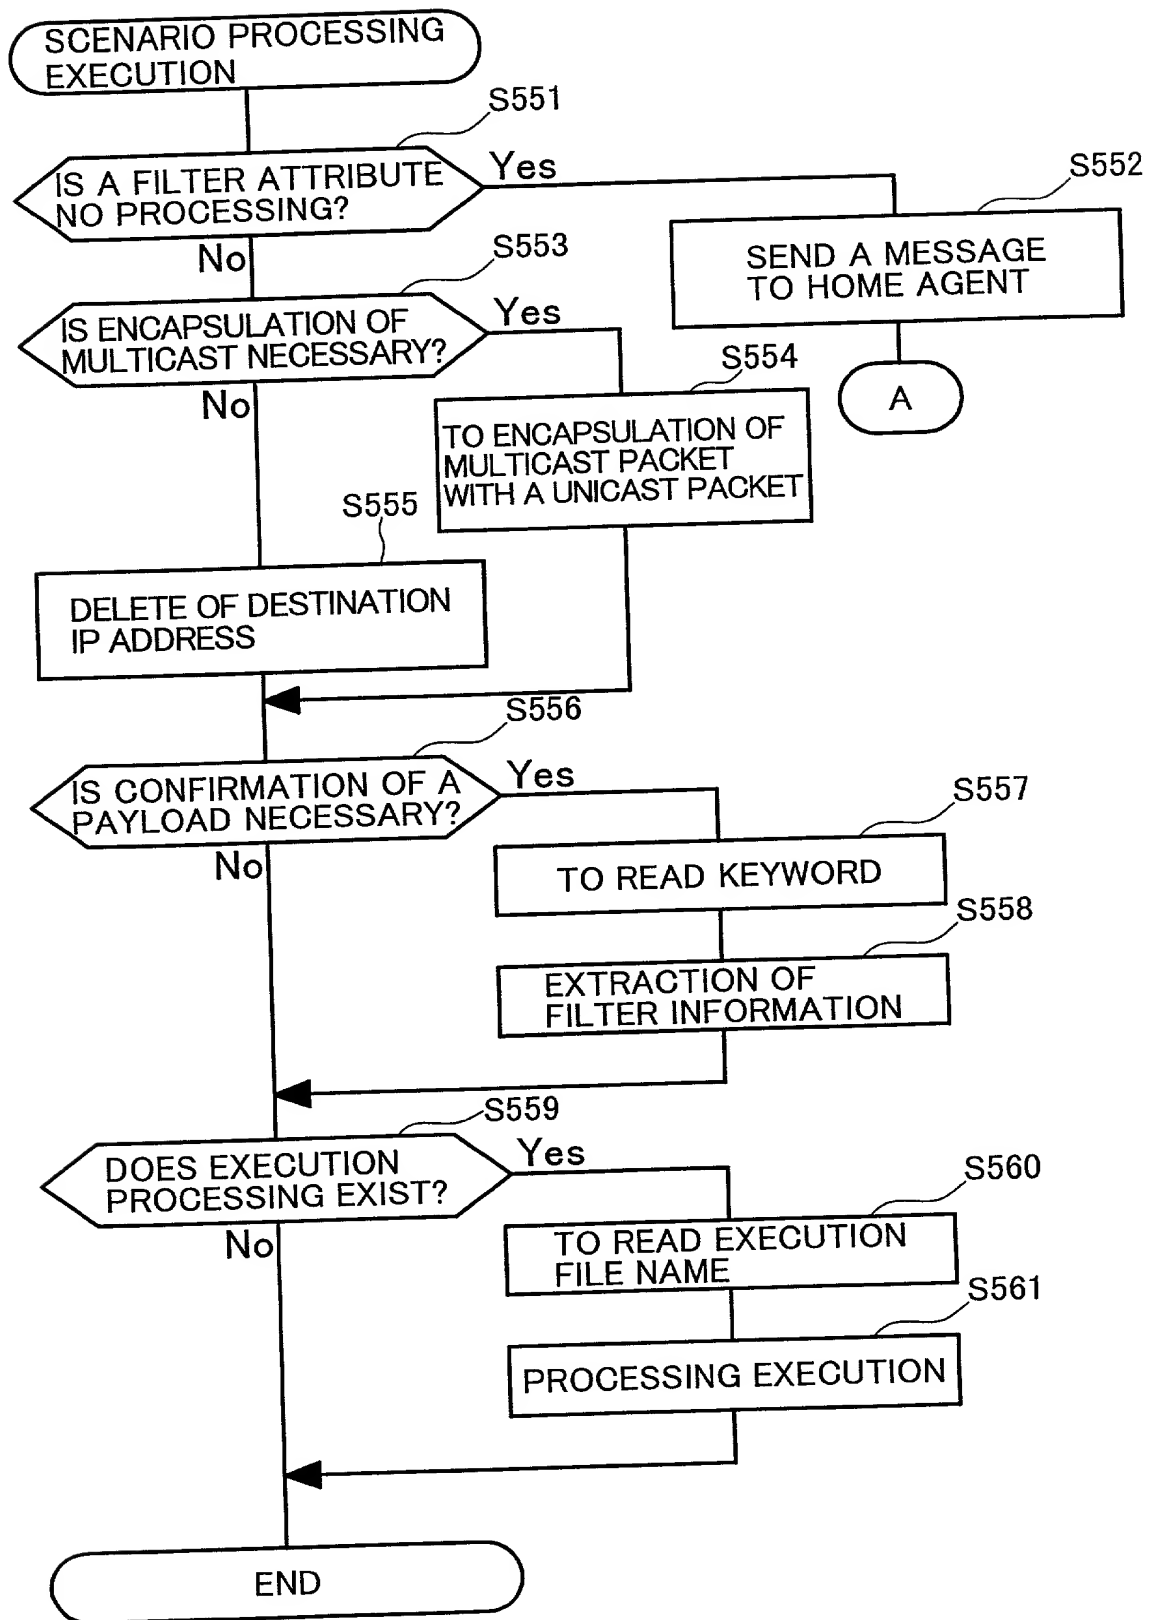 SCENARIO PROCESSING
EXECUTION
S551
IS A FILTER ATTRIBUTE
NO PROCESSING?
Yes
No
S552
SEND A MESSAGE
TO HOME AGENT
A
S553
IS ENCAPSULATION OF
MULTICAST NECESSARY?
Yes
No
S554
TO ENCAPSULATION OF
MULTICAST PACKET
WITH A UNICAST PACKET
S555
DELETE OF DESTINATION
IP ADDRESS
S556
IS CONFIRMATION OF A
PAYLOAD NECESSARY?
Yes
No
S557
TO READ KEYWORD
S558
EXTRACTION OF
FILTER INFORMATION
S559
DOES EXECUTION
PROCESSING EXIST?
Yes
No
S560
TO READ EXECUTION
FILE NAME
S561
PROCESSING EXECUTION
END